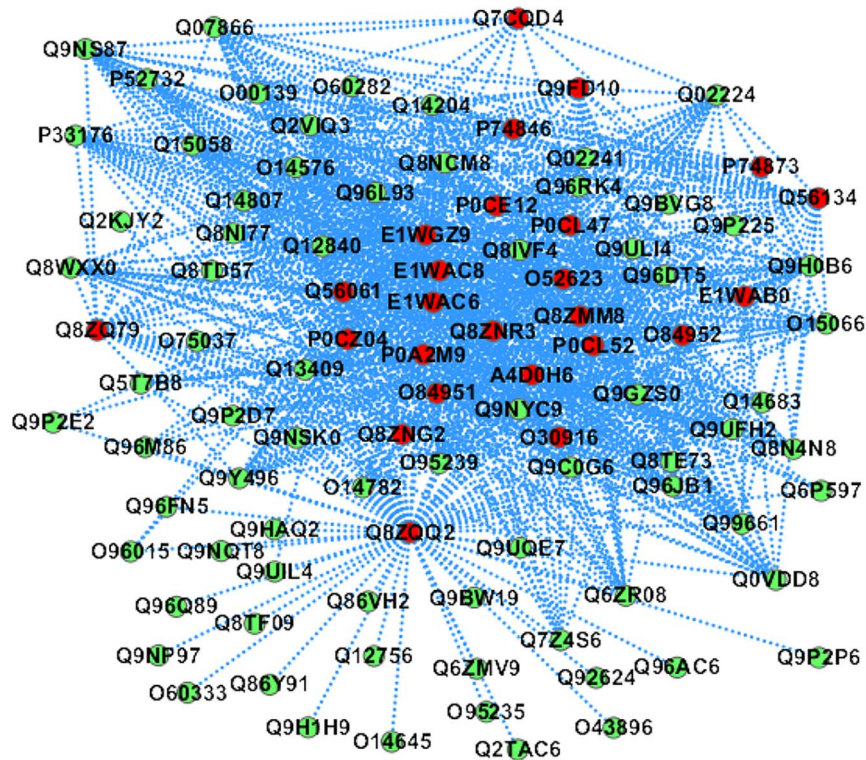 Q7CQD4
Q07866
Q9NS87
P52732
O00139
O60282
Q14204
Q9FD10
Q02224
P33176
Q15058
Q2VIQ3
P74846
O14576
Q8NCM8
Q02241
P74873
Q14807
Q96L93
Q96RK4
Q56134
P0CE12
Q9BVG8
Q2KJY2
Q8NI77
E1WGZ9
P0CL47
Q9P225
Q12840
Q8IVF4
Q9ULI4
Q8WXX0
Q8TD57
E1WAC8
O52623
Q96DT5
Q9H0B6
Q56061
E1WAC6
E1WAB0
Q8ZQ79
O75037
P0CZ04
Q8ZNR3
Q8ZMM8
O84952
O15066
P0A2M9
P0CL52
Q13409
A4D0H6
Q5T7B8
O84951
Q9GZS0
Q14683
Q9P2E2
Q9P2D7
Q9NYC9
Q9UFH2
Q96M86
Q9NSK0
Q8ZNG2
O30916
Q8N4N8
O95239
Q9C0G6
Q8TE73
Q9Y496
O14782
Q96JB1
Q6P597
Q96FN5
Q9HAQ2
Q8ZQQ2
Q99661
O96015
Q9NQT8
Q9UQE7
Q9UIL4
Q0VDD8
Q96Q89
Q86VH2
Q9BW19
Q6ZR08
Q8TF09
Q7Z4S6
Q9NP97
Q12756
Q6ZMV9
Q96AC6
Q9P2P6
O60333
Q86Y91
Q92624
O95235
Q9H1H9
O14645
Q2TAC6
O43896